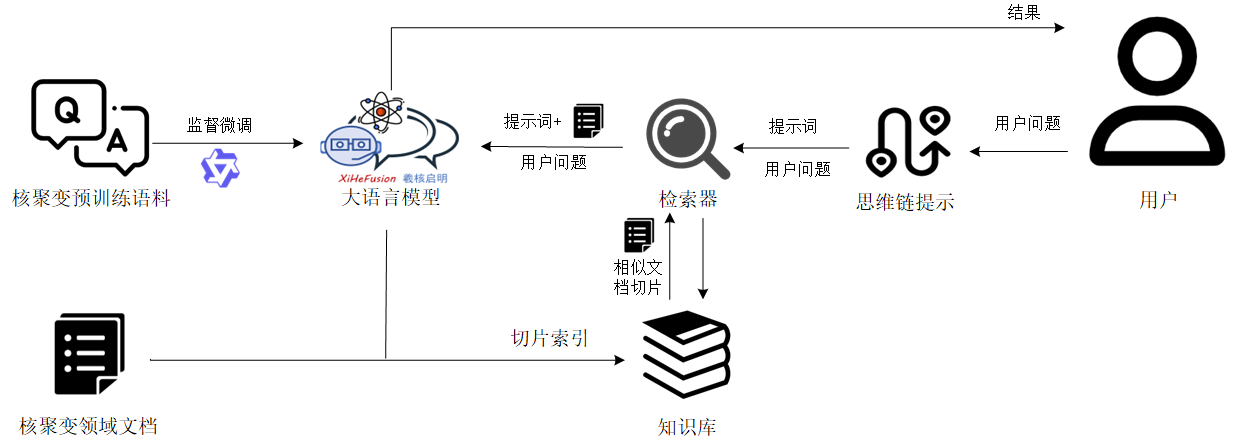 结果
Q
A
监督微调
提示词+
用户问题
提示词
用户问题
用户问题
XiHeFusion 羲核启明
核聚变预训练语料
大语言模型
检索器
思维链提示
用户
相似文
档切片
切片索引
核聚变领域文档
知识库